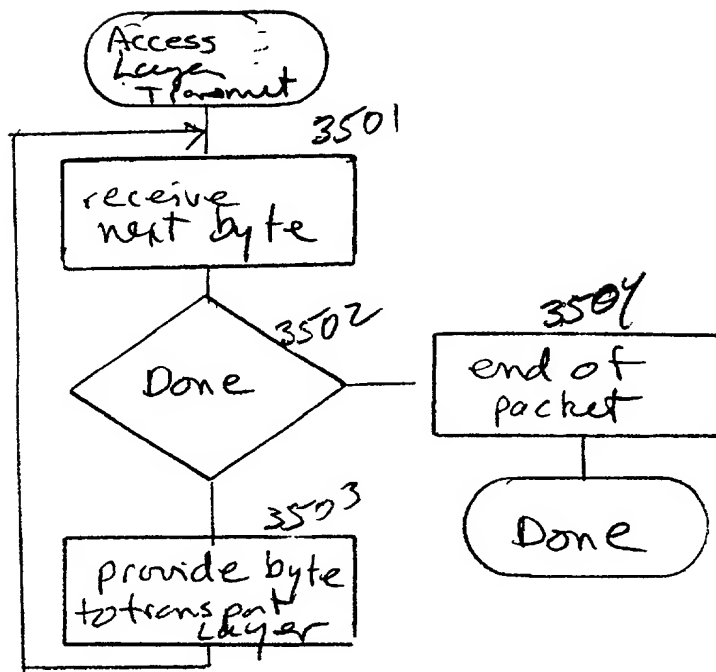 Access
Layer
Transmit
3501
receive
next byte
3502
Done
3504
end of
packet
3503
Done
provide byte
to transport
Layer